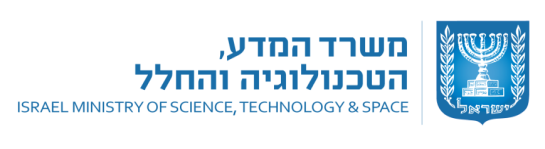 משרד המדע,
הטכנולוגיה והחלל
ISRAEL MINISTRY OF SCIENCE, TECHNOLOGY & SPACE
ישראל